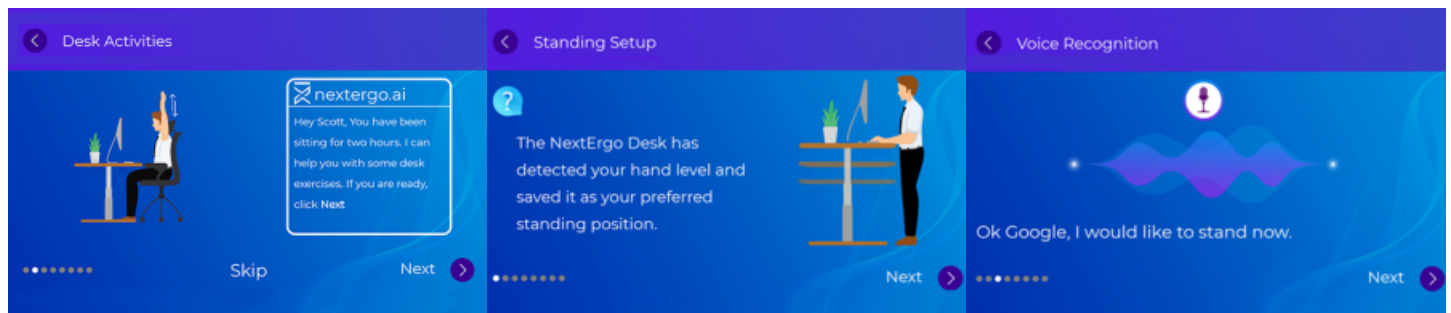 Desk Activities
nextergo.ai
Hey Scott, You have been
sitting for two hours. I can
help you with some desk
exercises. If you are ready,
click Next
Skip
Next
Standing Setup
?
The NextErgo Desk has
detected your hand level and
saved it as your preferred
standing position.
Next
Voice Recognition
Ok Google, I would like to stand now.
Next